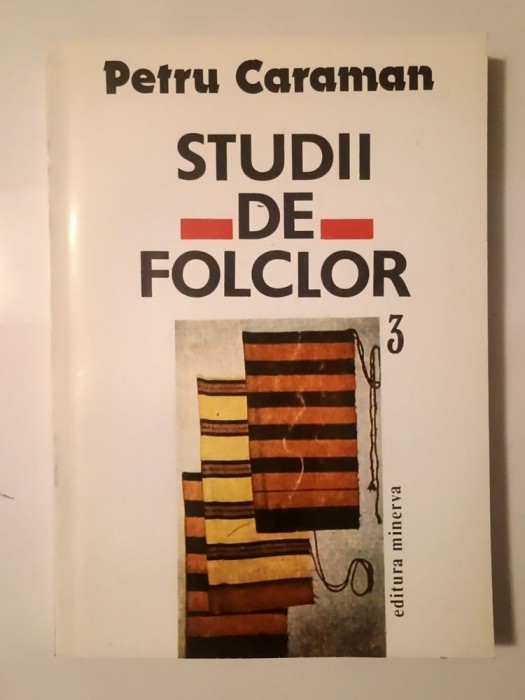 Petru Caraman
STUDII
DE
FOLCLOR
3
editura minerva